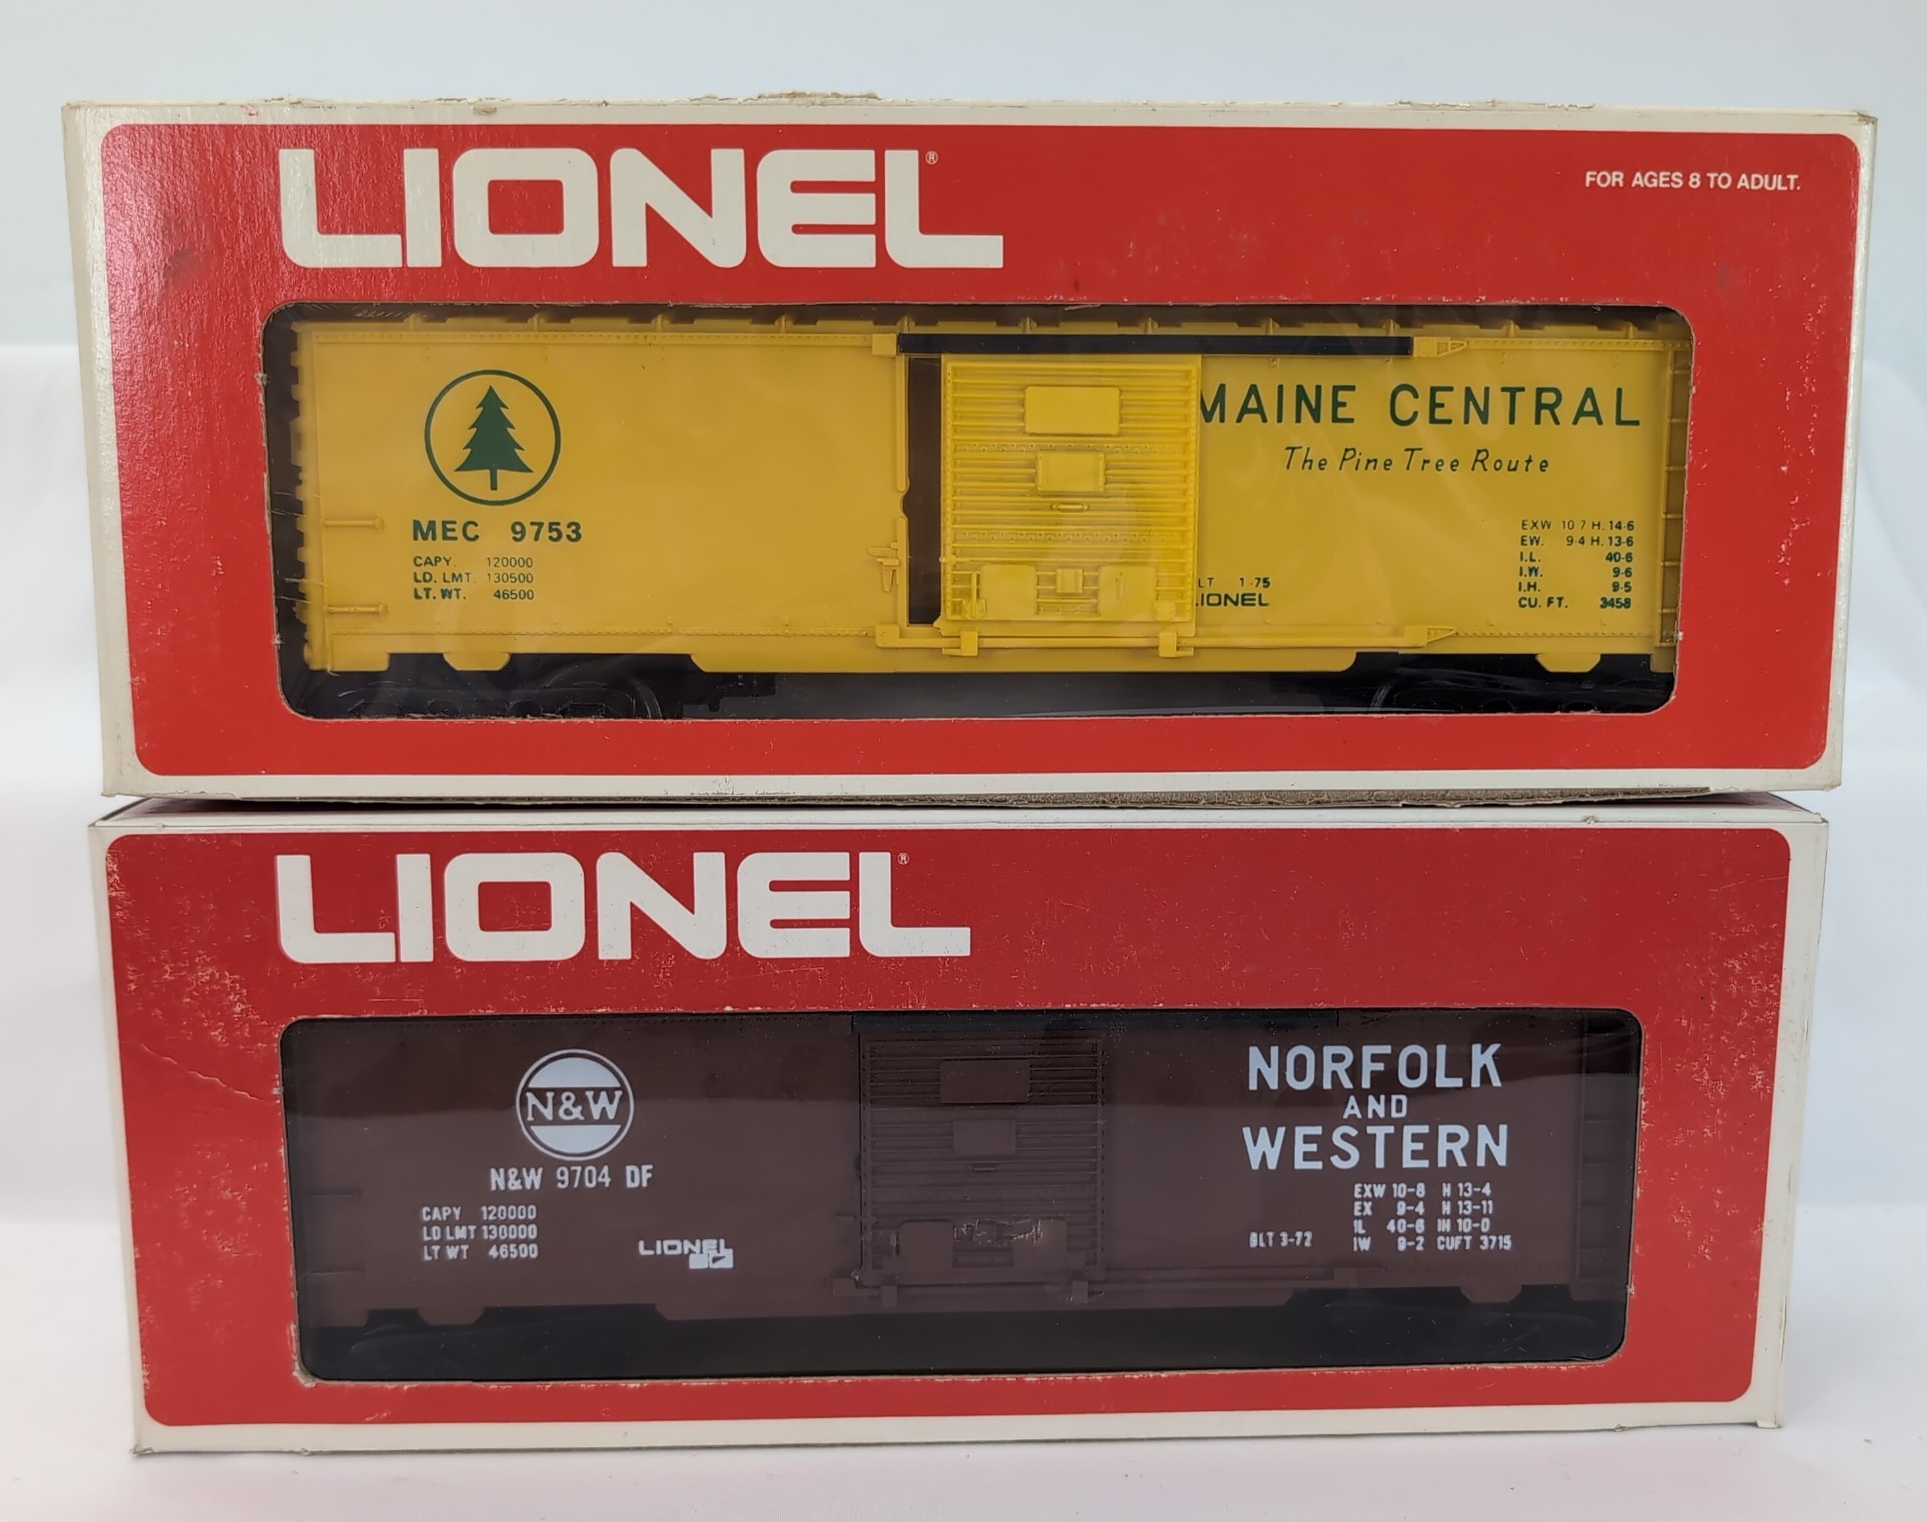 LIONEL®
FOR AGES 8 TO ADULT.
MAINE CENTRAL
The Pine Tree Route
MEC 9753
CAPY. 120000
LD. LMT. 130500
LT. WT. 46500
LT 1-75
LIONEL
EXW 10 7 H. 14-6
EW. 9 4 H. 13-6
I.L. 40-6
I.W. 9-6
I.H. 9-5
CU. FT. 3458
LIONEL®
N&W
N&W 9704 DF
CAPY 120000
LD LMT 130000
LT WT 46500
LIONEL
NORFOLK
AND
WESTERN
BLT 3-72
EXW 10-8 H 13-4
EX 9-4 H 13-11
IL 40-6 IH 10-0
IW 9-2 CUFT 3715